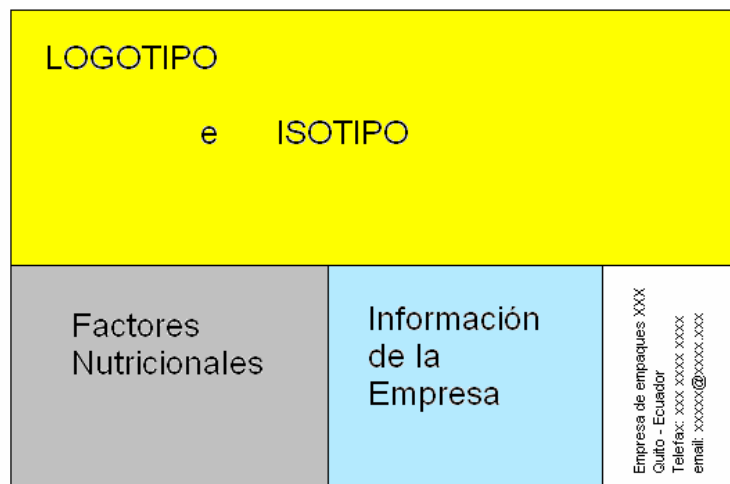 LOGOTIPO
e ISOTIPO
Factores
Nutricionales
Información
de la
Empresa
Empresa de empaques XXX
Quito - Ecuador
Telefax: xxx xxxx xxxx
email: xxxxx@xxxx.xxx